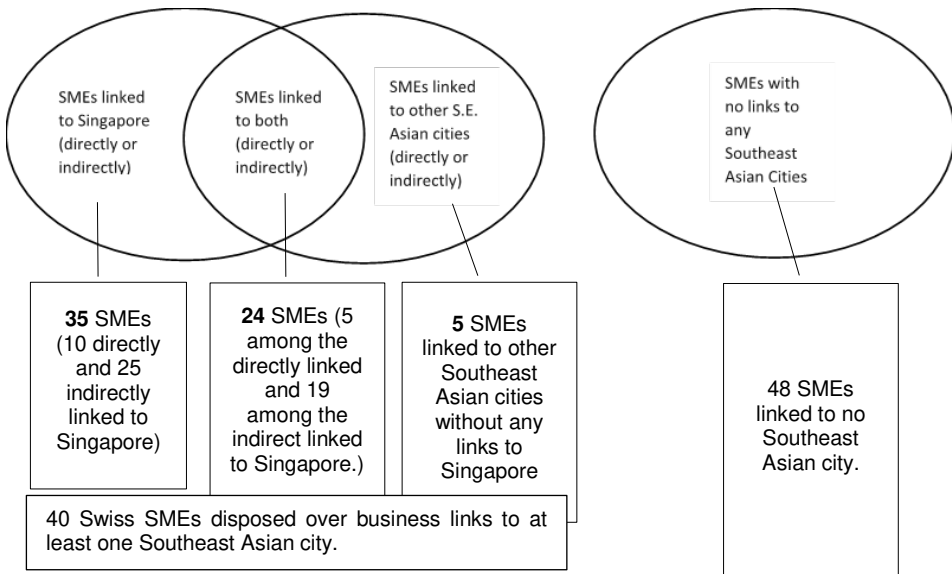 SMEs linked
to Singapore
(directly or
indirectly)
SMEs linked
to both
(directly or
indirectly)
SMEs linked
to other S.E.
Asian cities
(directly or
indirectly)
SMEs with
no links to
any
Southeast
Asian Cities
35 SMEs
(10 directly
and 25
indirectly
linked to
Singapore)
24 SMEs (5
among the
directly linked
and 19
among the
indirect linked
to Singapore.)
5 SMEs
linked to other
Southeast
Asian cities
without any
links to
Singapore
48 SMEs
linked to no
Southeast
Asian city.
40 Swiss SMEs disposed over business links to at
least one Southeast Asian city.